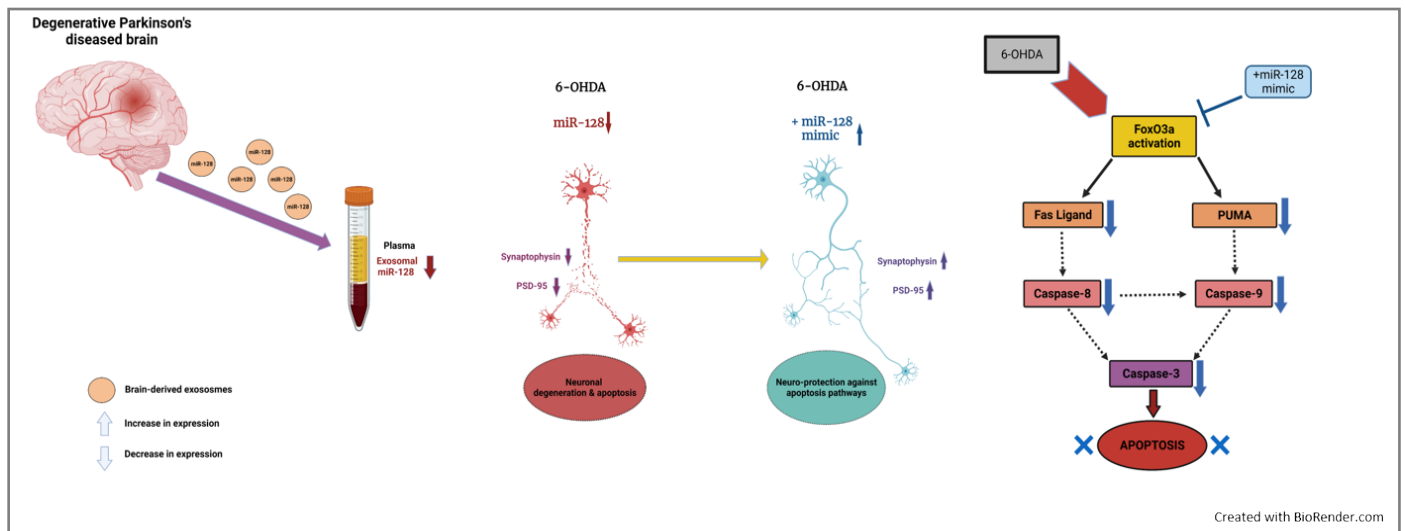 Degenerative Parkinson's
diseased brain
miR-128
miR-128
miR-128
miR-128
miR-128
Plasma
Exosomal
miR-128
Brain-derived exososmes
Increase in expression
Decrease in expression
6-OHDA
miR-128
Synaptophysin
PSD-95
Neuronal
degeneration & apoptosis
6-OHDA
+ miR-128
mimic
Synaptophysin
PSD-95
Neuro-protection against
apoptosis pathways
6-OHDA
+miR-128
mimic
FoxO3a
activation
Fas Ligand
PUMA
Caspase-8
Caspase-9
Caspase-3
APOPTOSIS
Created with BioRender.com